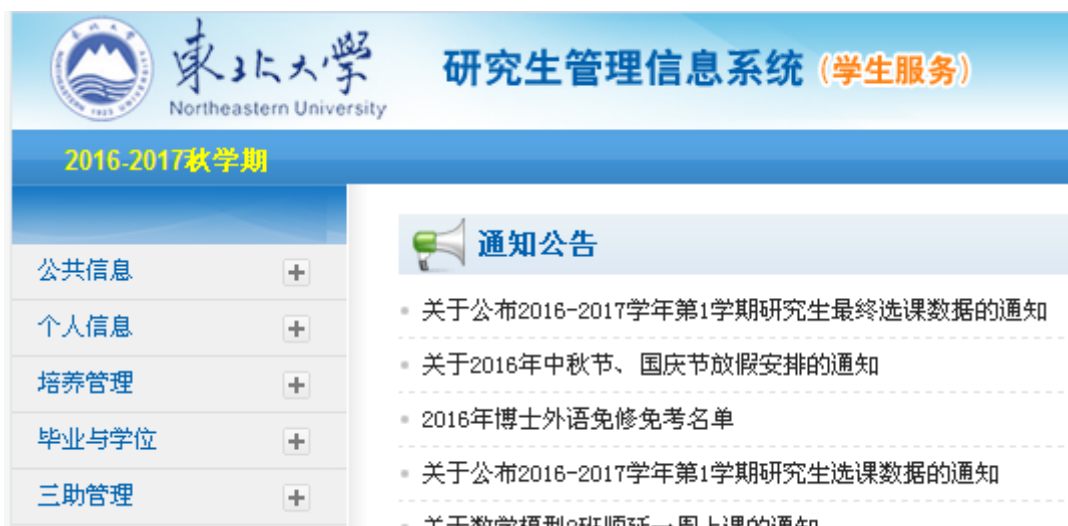 東北大學
Northeastern University
研究生管理信息系统(学生服务)
2016-2017秋学期
公共信息
个人信息
培养管理
毕业与学位
三助管理
通知公告
关于公布2016-2017学年第1学期研究生最终选课数据的通知
关于2016年中秋节、国庆节放假安排的通知
2016年博士外语免修免考名单
关于公布2016-2017学年第1学期研究生选课数据的通知